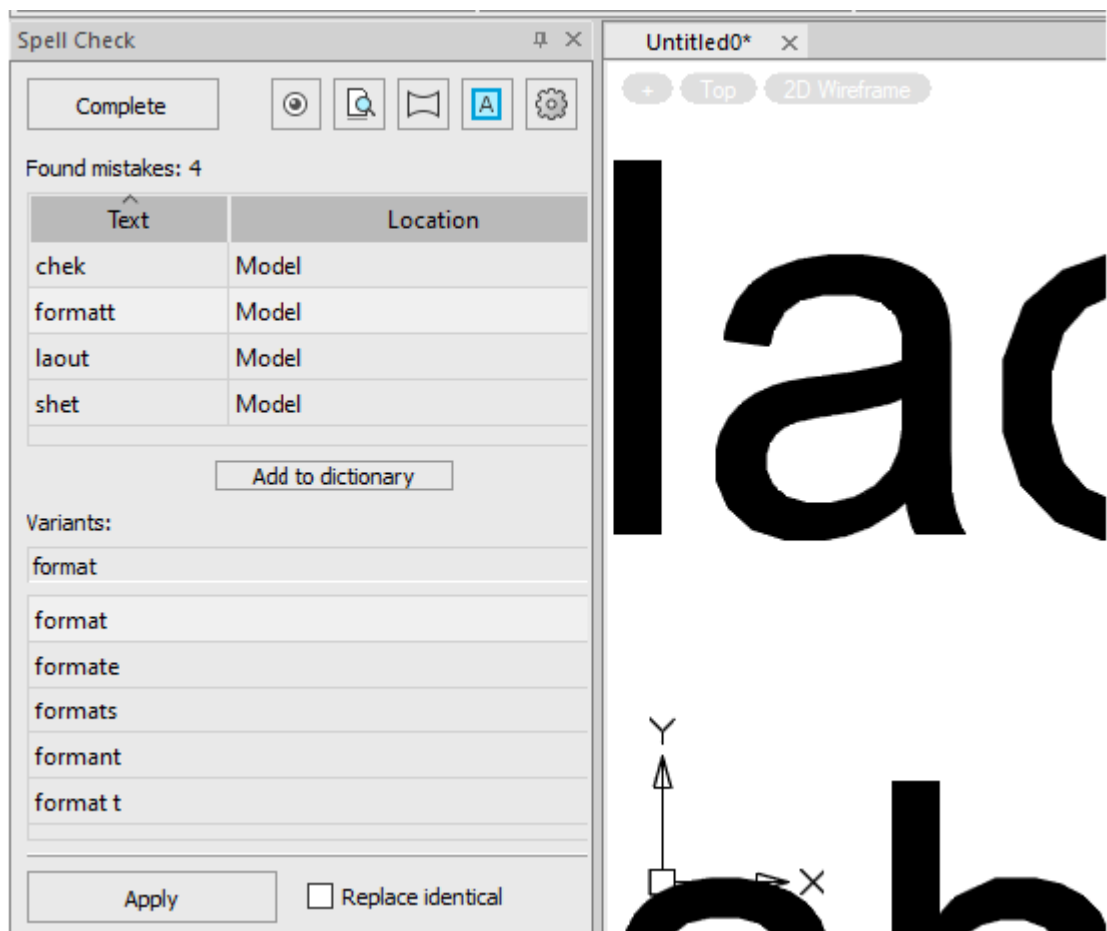 Spell Check
Untitled0*
Complete
A
+ Top 2D Wireframe
Found mistakes: 4
Text Location
chek Model
formatt Model
laout Model
shet Model
Add to dictionary
Variants:
format
format
formate
formats
formant
format t
Apply
Replace identical
la
Y
X